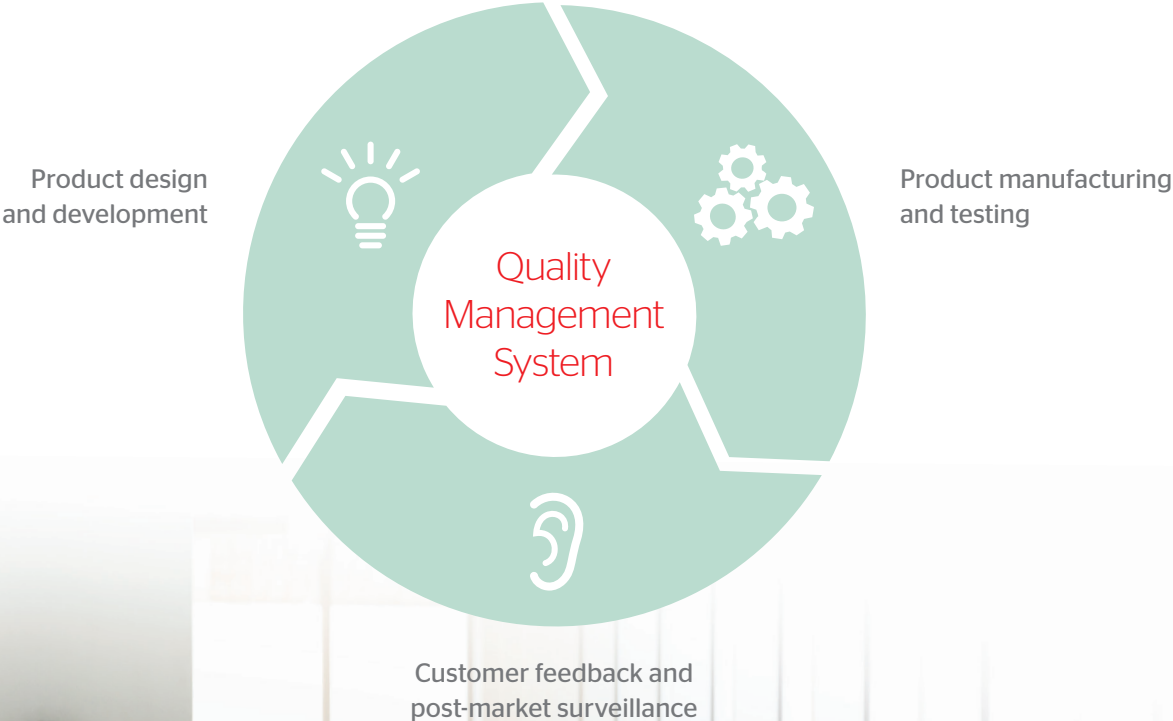 Product design
and development
Product manufacturing
and testing
Quality
Management
System
Customer feedback and
post-market surveillance